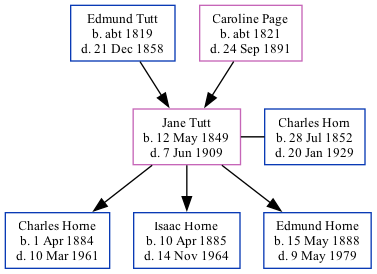 Edmund Tutt
b. abt 1819
d. 21 Dec 1858
Caroline Page
b. abt 1821
d. 24 Sep 1891
Jane Tutt
b. 12 May 1849
d. 7 Jun 1909
Charles Horn
b. 28 Jul 1852
d. 20 Jan 1929
Charles Horne
b. 1 Apr 1884
d. 10 Mar 1961
Isaac Horne
b. 10 Apr 1885
d. 14 Nov 1964
Edmund Horne
b. 15 May 1888
d. 9 May 1979